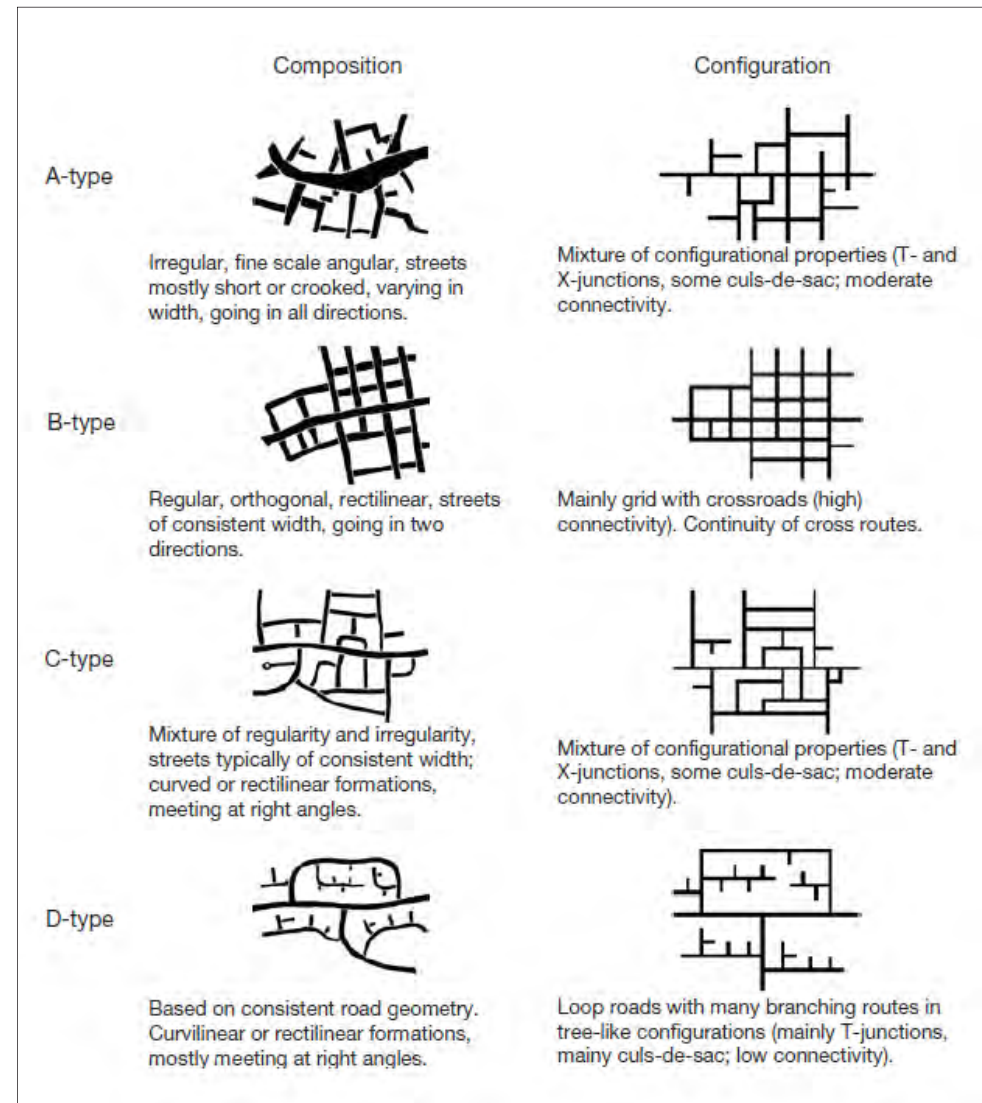 Composition
Configuration
A-type
Irregular, fine scale angular, streets
mostly short or crooked, varying in
width, going in all directions.
Mixture of configurational properties (T- and
X-junctions, some culs-de-sac; moderate
connectivity.
B-type
Regular, orthogonal, rectilinear, streets
of consistent width, going in two
directions.
Mainly grid with crossroads (high)
connectivity). Continuity of cross routes.
C-type
Mixture of regularity and irregularity,
streets typically of consistent width;
curved or rectilinear formations,
meeting at right angles.
Mixture of configurational properties (T- and
X-junctions, some culs-de-sac; moderate
connectivity).
D-type
Based on consistent road geometry.
Curvilinear or rectilinear formations,
mostly meeting at right angles.
Loop roads with many branching routes in
tree-like configurations (mainly T-junctions,
mainy culs-de-sac; low connectivity).